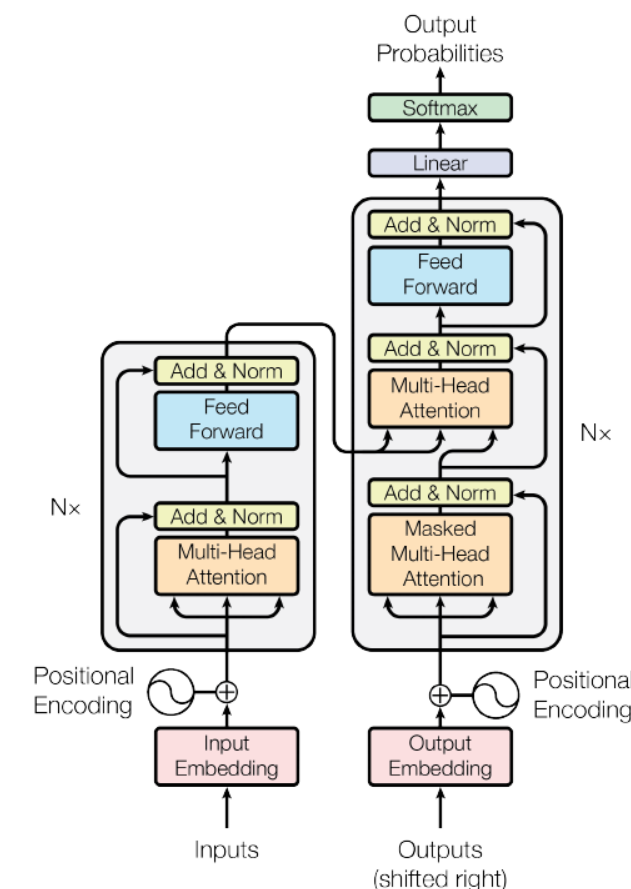 Output
Probabilities
Softmax
Linear
Add & Norm
Feed
Forward
Add & Norm
Multi-Head
Attention
Add & Norm
Masked
Multi-Head
Attention
Nx
Add & Norm
Feed
Forward
Add & Norm
Multi-Head
Attention
Nx
Positional
Encoding
Positional
Encoding
Input
Embedding
Output
Embedding
Inputs
Outputs
(shifted right)